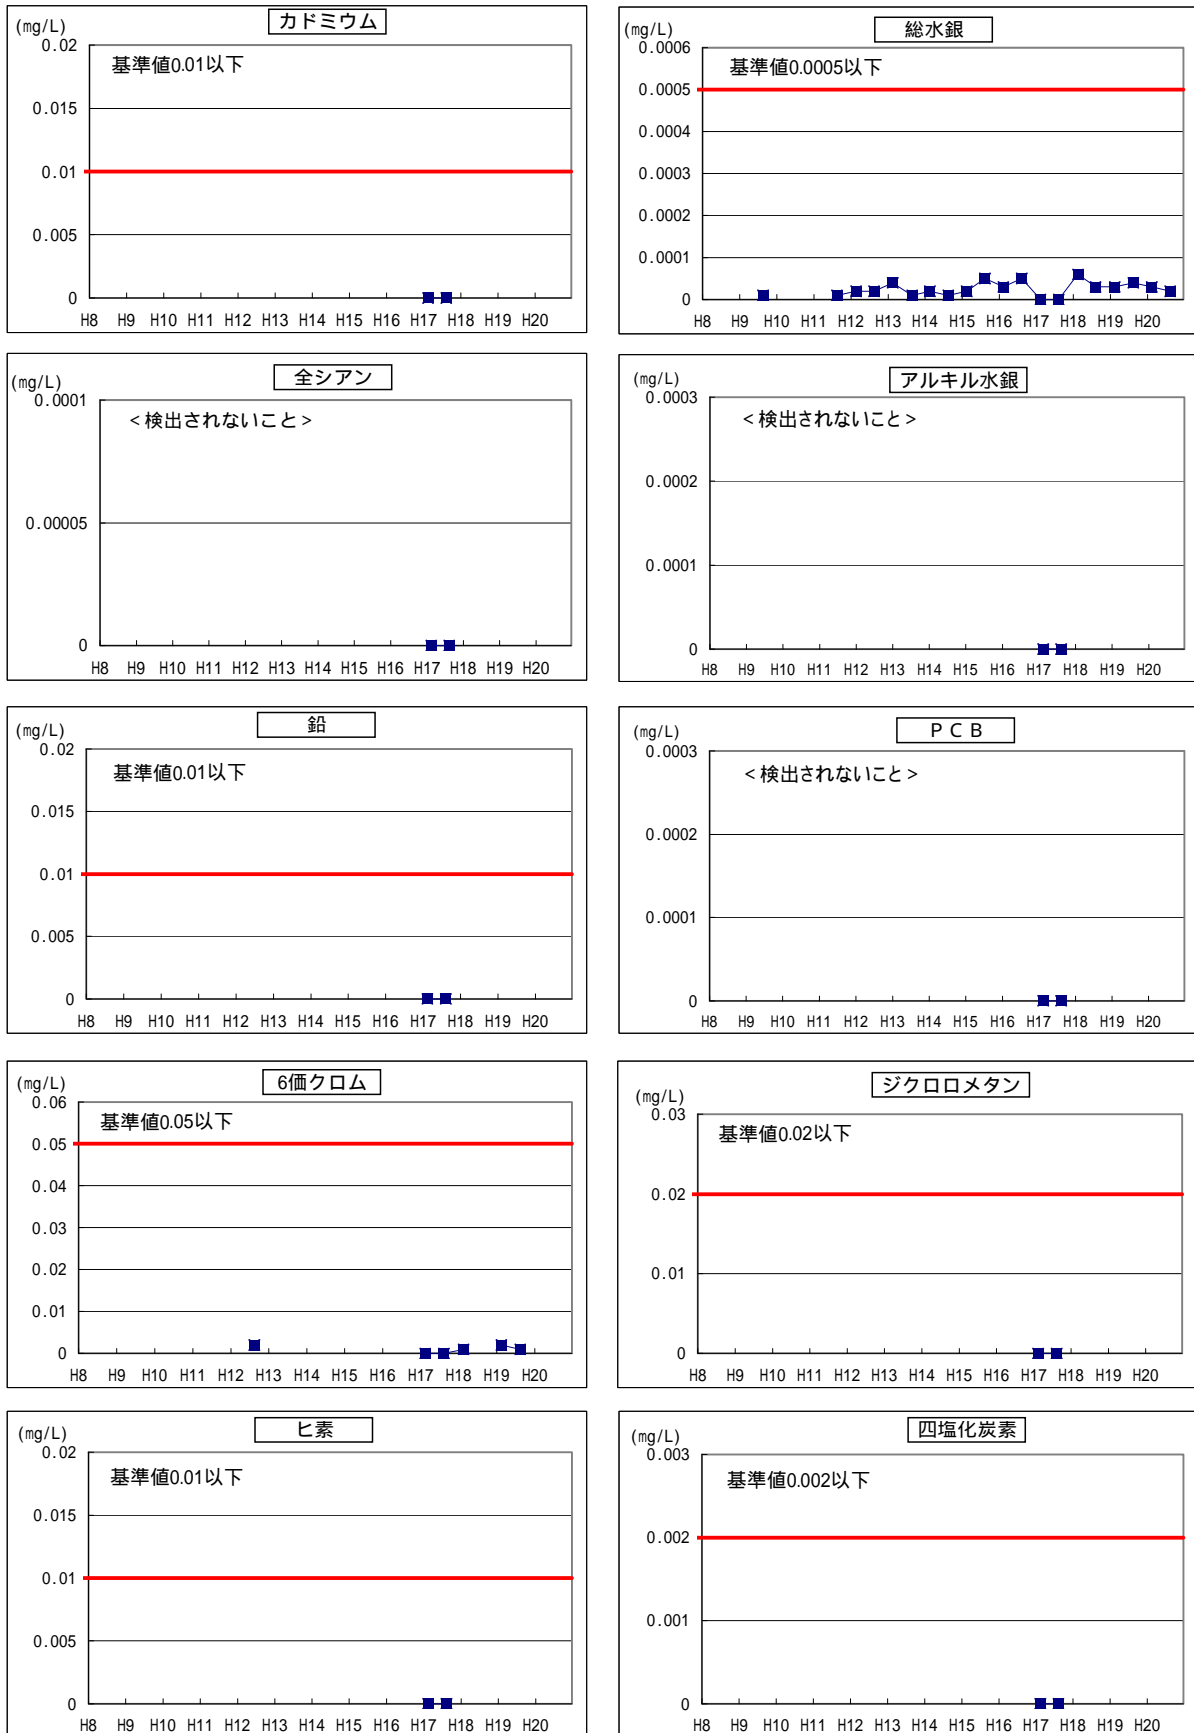 カドミウム
(mg/L)
0.02
基準値0.01以下
0.015
0.01
0.005
0
H8 H9 H10 H11 H12 H13 H14 H15 H16 H17 H18 H19 H20
総水銀
(mg/L)
0.0006
基準値0.0005以下
0.0005
0.0004
0.0003
0.0002
0.0001
0
H8 H9 H10 H11 H12 H13 H14 H15 H16 H17 H18 H19 H20
全シアン
(mg/L)
0.0001
<検出されないこと>
0.00005
0
H8 H9 H10 H11 H12 H13 H14 H15 H16 H17 H18 H19 H20
アルキル水銀
(mg/L)
0.0003
<検出されないこと>
0.0002
0.0001
0
H8 H9 H10 H11 H12 H13 H14 H15 H16 H17 H18 H19 H20
鉛
(mg/L)
0.02
基準値0.01以下
0.015
0.01
0.005
0
H8 H9 H10 H11 H12 H13 H14 H15 H16 H17 H18 H19 H20
ＰＣＢ
(mg/L)
0.0003
<検出されないこと>
0.0002
0.0001
0
H8 H9 H10 H11 H12 H13 H14 H15 H16 H17 H18 H19 H20
6価クロム
(mg/L)
0.06
基準値0.05以下
0.05
0.04
0.03
0.02
0.01
0
H8 H9 H10 H11 H12 H13 H14 H15 H16 H17 H18 H19 H20
ジクロロメタン
(mg/L)
0.03
基準値0.02以下
0.02
0.01
0
H8 H9 H10 H11 H12 H13 H14 H15 H16 H17 H18 H19 H20
ヒ素
(mg/L)
0.02
基準値0.01以下
0.015
0.01
0.005
0
H8 H9 H10 H11 H12 H13 H14 H15 H16 H17 H18 H19 H20
四塩化炭素
(mg/L)
0.003
基準値0.002以下
0.002
0.001
0
H8 H9 H10 H11 H12 H13 H14 H15 H16 H17 H18 H19 H20